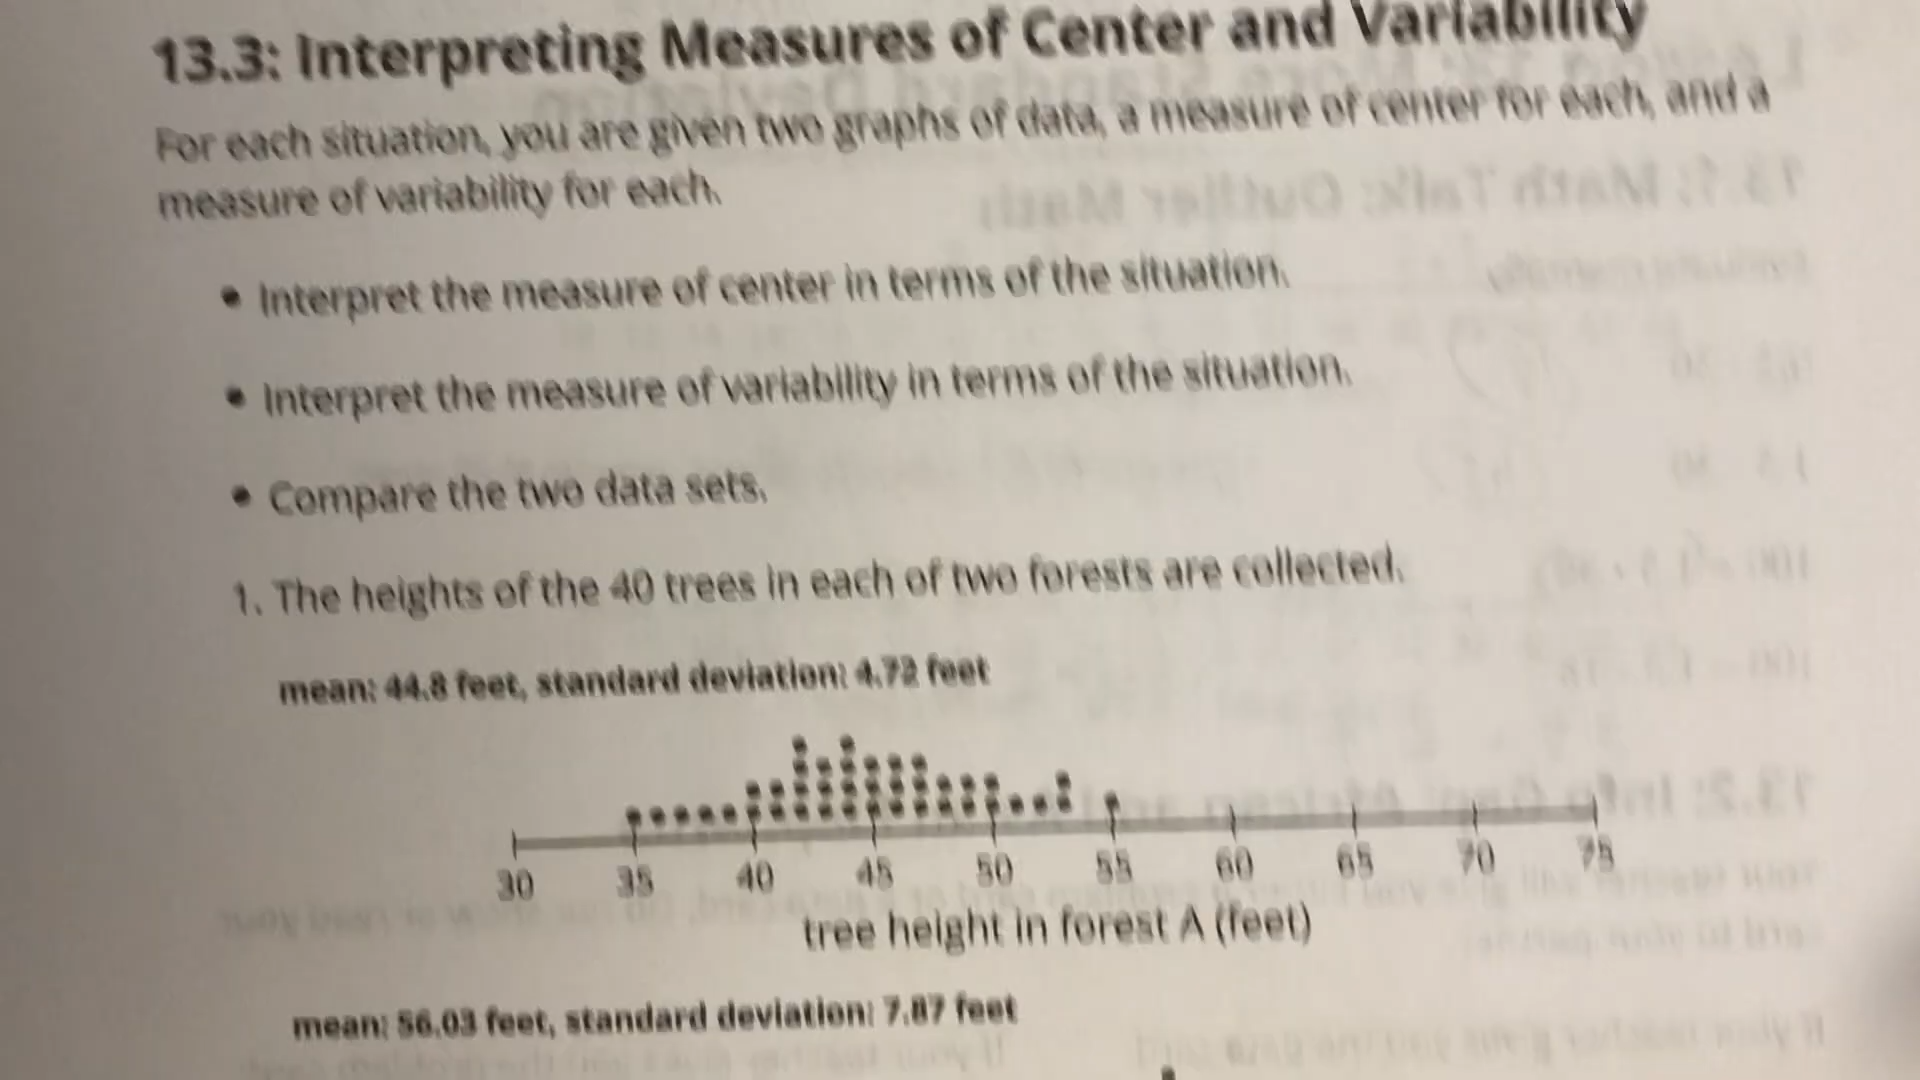 13.3: Interpreting Measures of Center and Variability
For each situation, you are given two graphs of data, a measure of center for each, and a
measure of variability for each.
• Interpret the measure of center in terms of the situation.
• Interpret the measure of variability in terms of the situation.
• Compare the two data sets.
1. The heights of the 40 trees in each of two forests are collected.
mean: 44.8 feet, standard deviation: 4.72 feet
30 35 40 45 50 55 60 65 70 75
tree height in forest A (feet)
mean: 56.03 feet, standard deviation: 7.87 feet